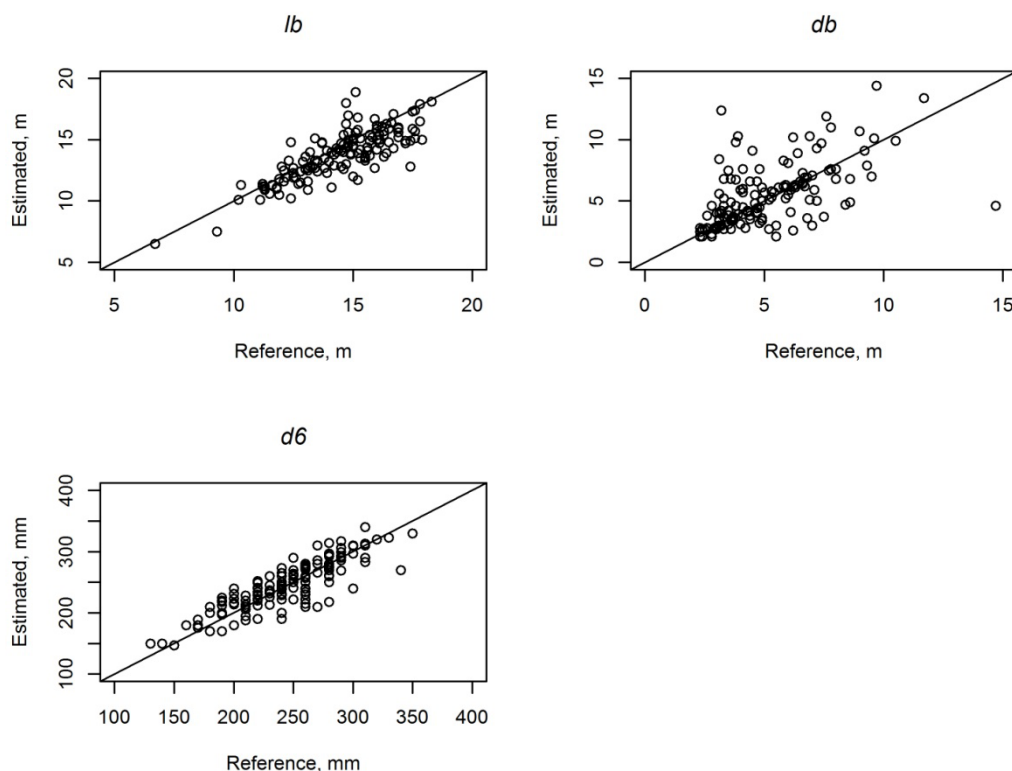 lb
20
15
10
5
Estimated, m
5 10 15 20
Reference, m
db
15
10
5
0
Estimated, m
0 5 10 15
Reference, m
d6
400
300
200
100
Estimated, mm
100 150 200 250 300 350 400
Reference, mm